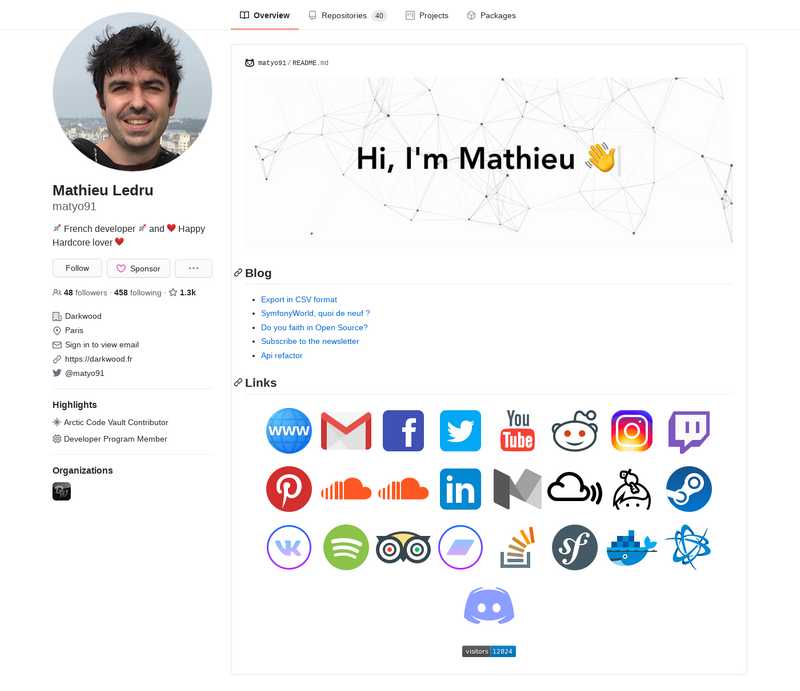 Overview
Repositories 40
Projects
Packages
Mathieu Ledru
matyo91
French developer and Happy
Hardcore lover
Follow
Sponsor
...
48 followers · 458 following · 1.3k
Darkwood
Paris
Sign in to view email
https://darkwood.fr
@matyo91
Highlights
Arctic Code Vault Contributor
Developer Program Member
Organizations
matyo91/README.md
Hi, I'm Mathieu
Blog
Export in CSV format
SymfonyWorld, quoi de neuf ?
Do you faith in Open Source?
Subscribe to the newsletter
Api refactor
Links
WWW
You
Tube
in
sf
visitors 12824